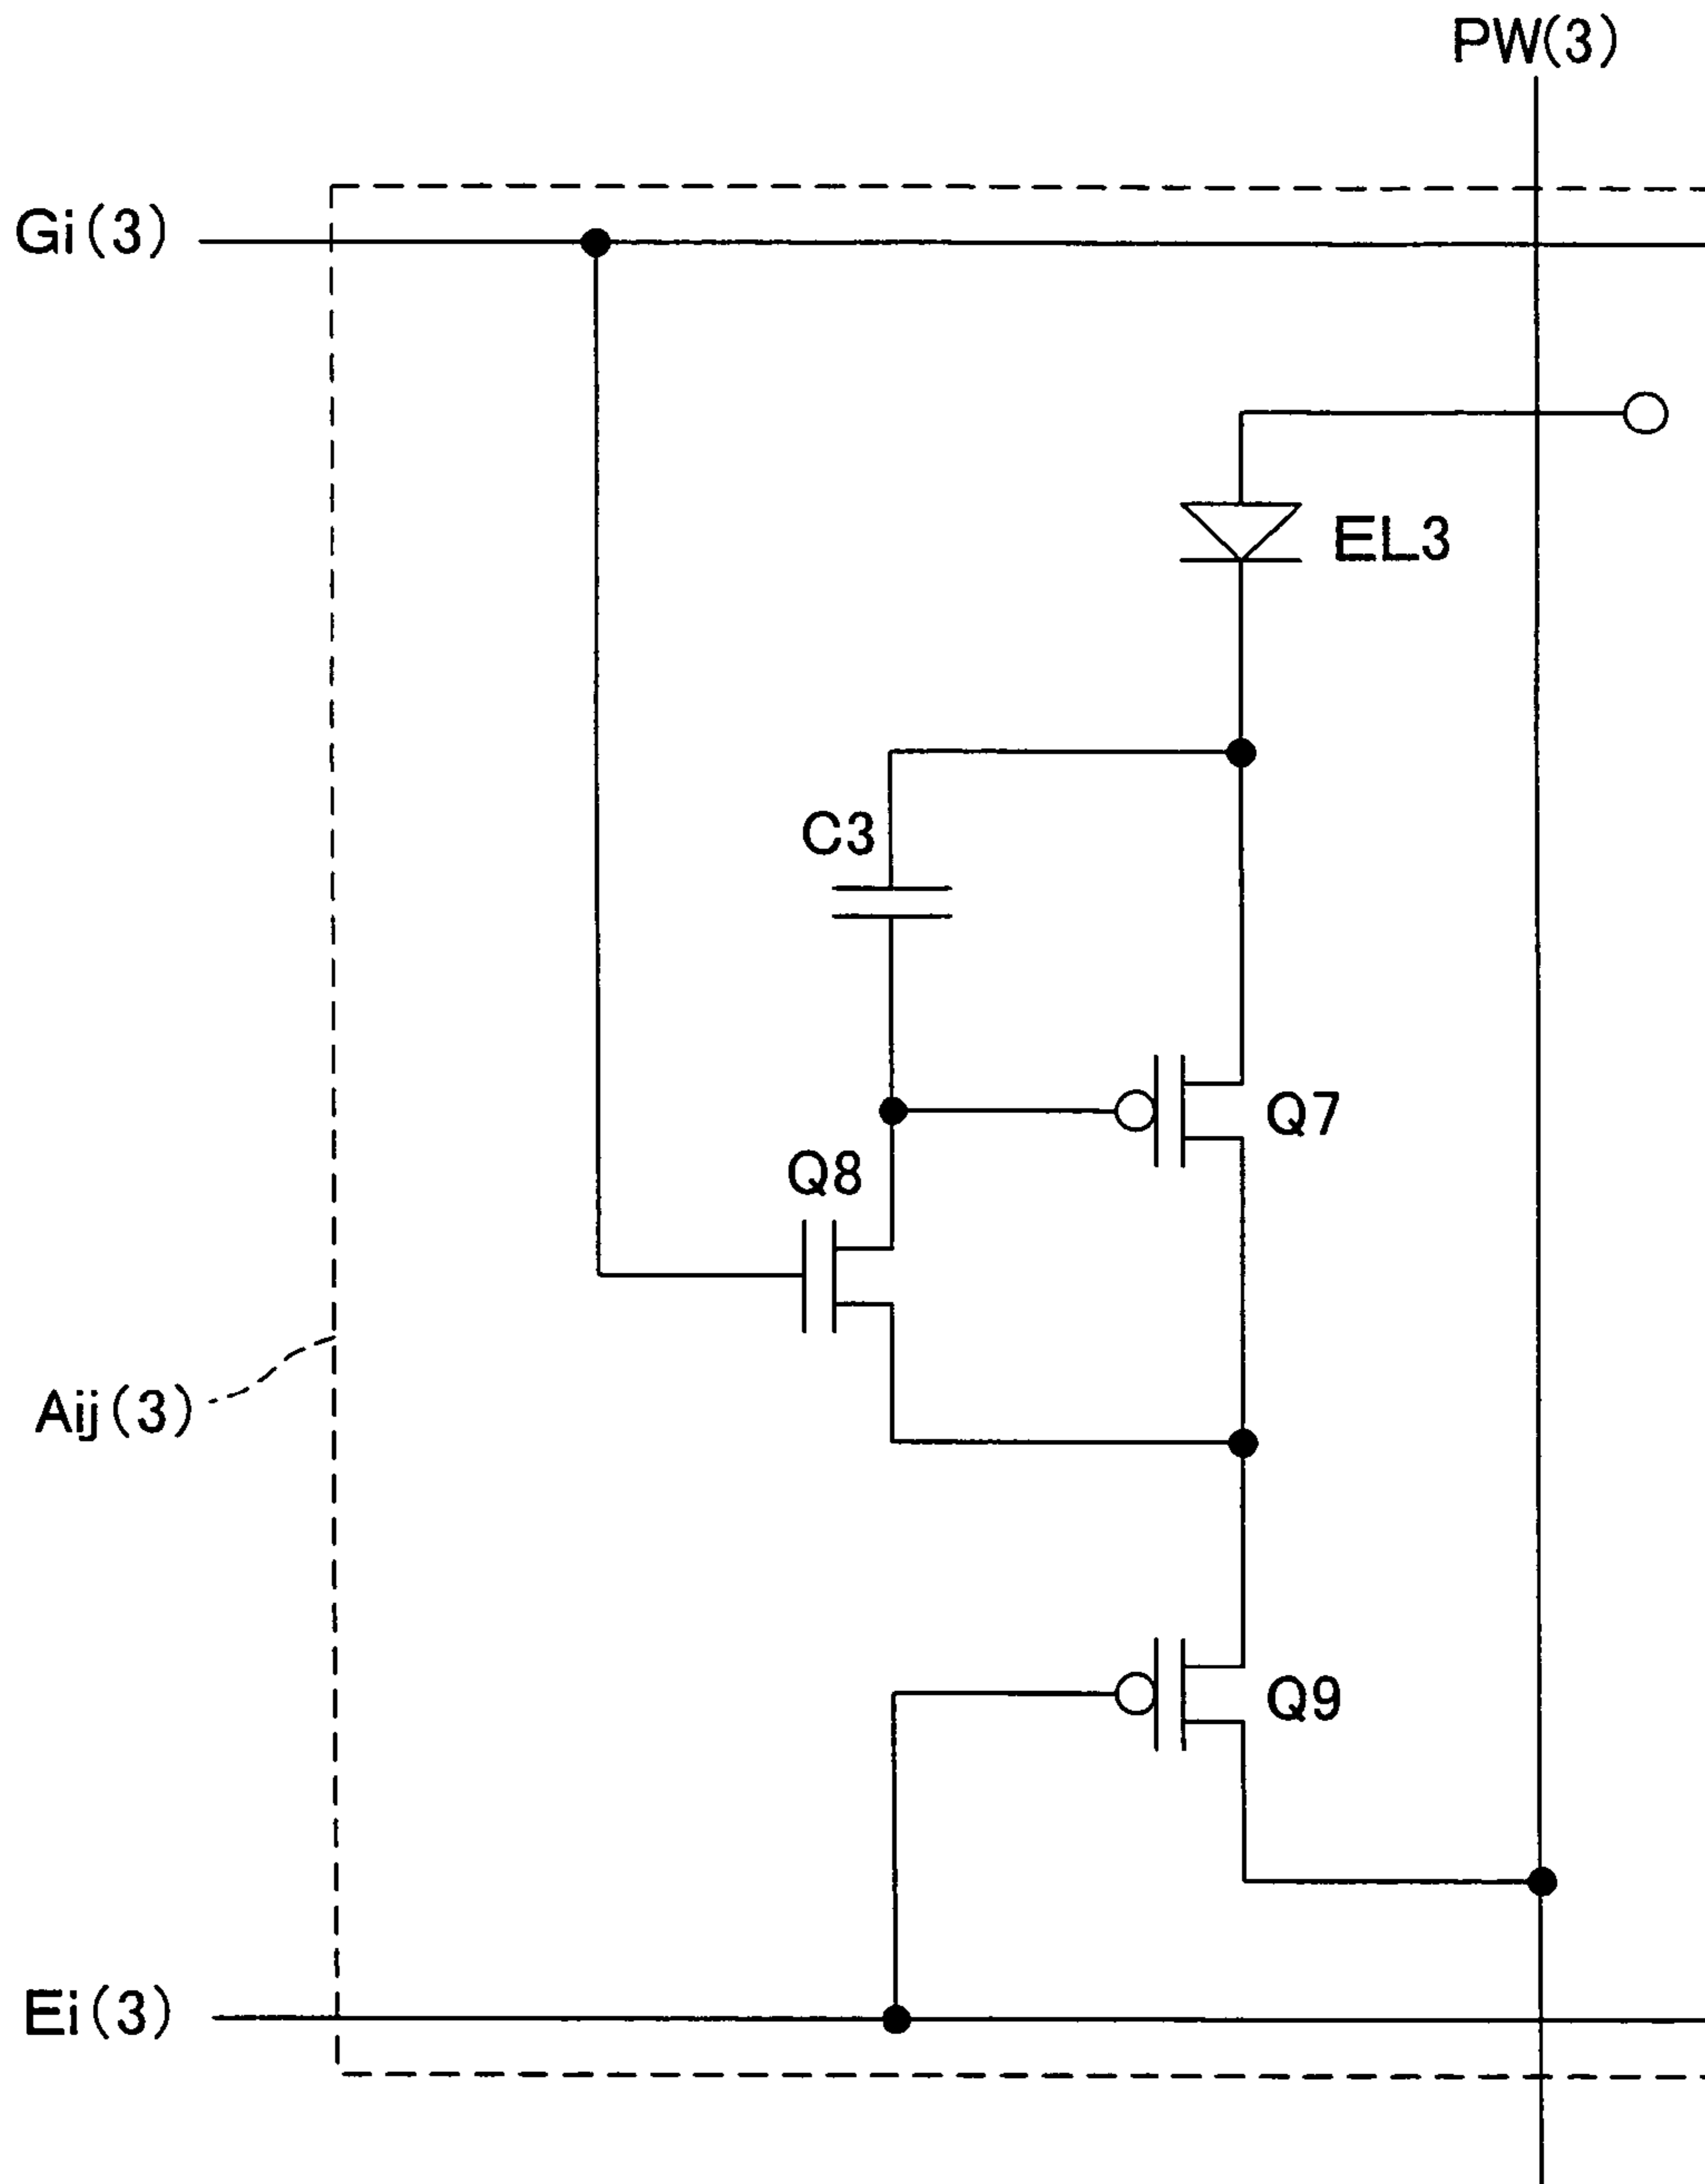 PW(3)
Gi(3)
EL3
C3
Q7
Q8
Aij(3)
Q9
Ei(3)